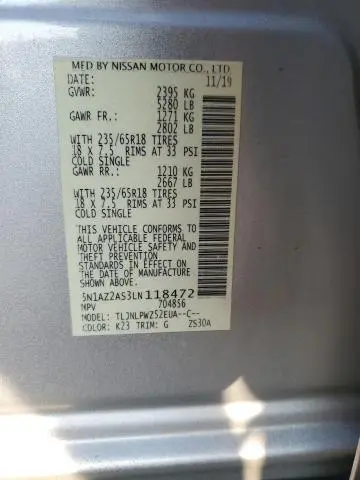 MFD BY NISSAN MOTOR CO., LTD
DATE: 11/19
GVWR: 2395 KG
5280 LB
GAWR FR.: 1271 KG
2802 LB
WITH 235/65R18 TIRES
18 X 7.5 RIMS AT 33 PSI
COLD SINGLE
GAWR RR.: 1210 KG
2667 LB
WITH 235/65R18 TIRES
18 X 7.5 RIMS AT 33 PSI
COLD SINGLE
THIS VEHICLE CONFORMS TO
ALL APPLICABLE FEDERAL
MOTOR VEHICLE SAFETY AND
THEFT PREVENTION
STANDARDS IN EFFECT ON
THE DATE OF MANUFACTURE
SHOWN ABOVE.
5N1AZ2AS3LN118472
MPV 704856
MODEL: TLJNLPWZ52EUA--C--
COLOR: K23 TRIM: G ZS30A